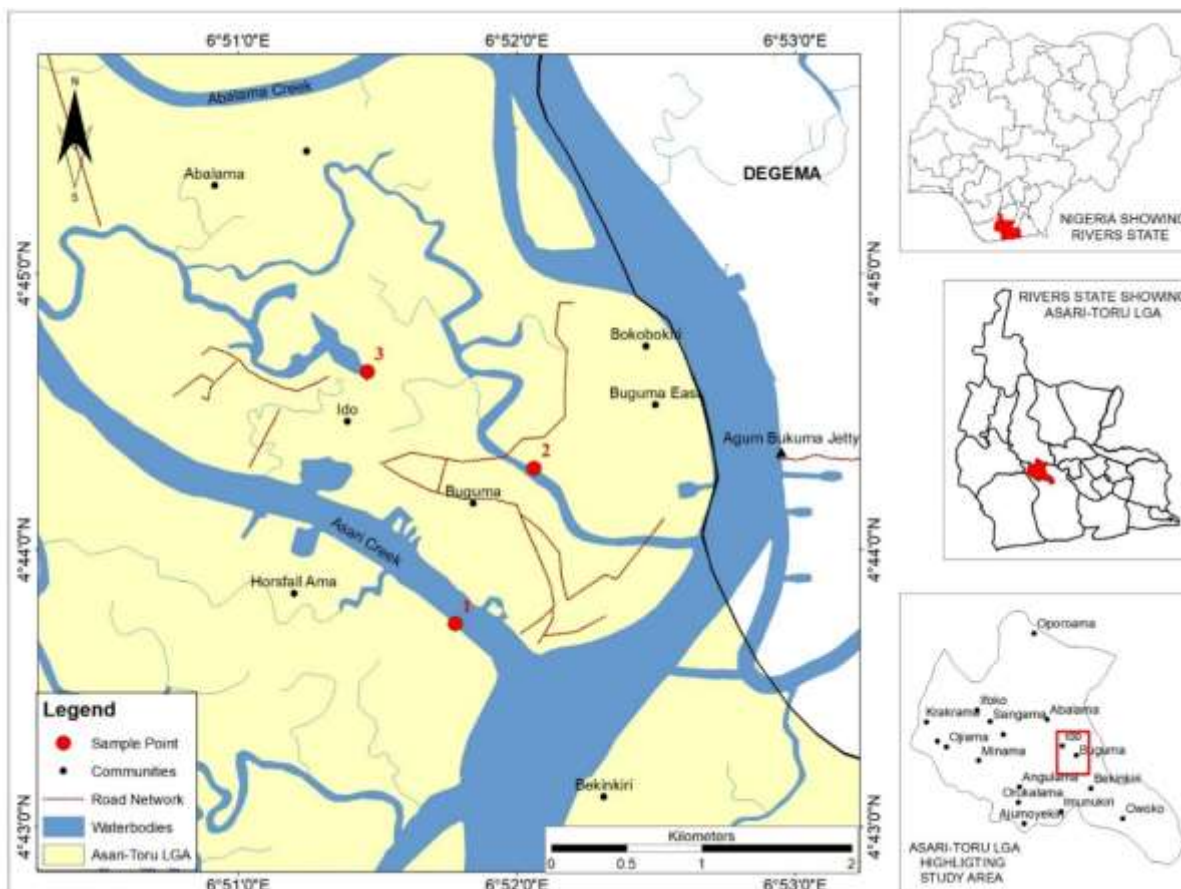 6°51'0"E
6°52'0"E
6°53'0"E
N
S
Abalama Creek
Abalama
DEGEMA
4°45'0"N
4°45'0"N
Bokobokiri
3
Buguma East
Ido
Agum Bukuma Jetty
2
Buguma
Asari Creek
4°44'0"N
4°44'0"N
Horsfall Ama
1
Legend
Sample Point
Communities
Road Network
Waterbodies
Asari-Toru LGA
Bekinkiri
Kilometers
0 0.5 1 2
4°43'0"N
4°43'0"N
6°51'0"E
6°52'0"E
6°53'0"E
NIGERIA SHOWING
RIVERS STATE
RIVERS STATE SHOWING
ASARI-TORU LGA
Oporoama
Ifoko
Krakrama
Sangama
Abalama
Ido
Ojiama
Minama
Buguma
Angulama
Bekinkiri
Orukalama
Imunukiri
Owoko
Ajumoyekiri
ASARI-TORU LGA
HIGHLIGTING
STUDY AREA